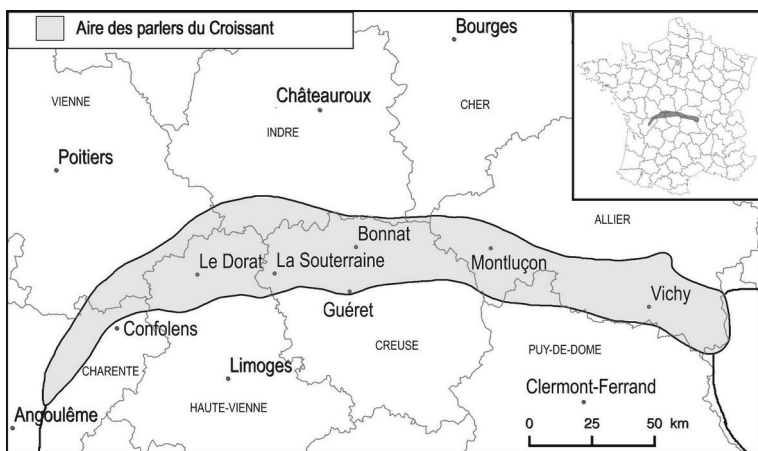 Aire des parlers du Croissant
Bourges
VIENNE
Châteauroux
CHER
INDRE
Poitiers
ALLIER
Bonnat
Le Dorat
La Souterraine
Montluçon
Vichy
Guéret
Confolens
CHARENTE
Limoges
CREUSE
PUY-DE-DOME
Angoulême
HAUTE-VIENNE
Clermont-Ferrand
0 25 50 km